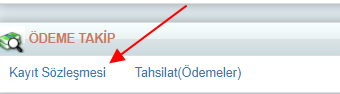 ÖDEME TAKİP
Kayıt Sözleşmesi Tahsilat(Ödemeler)